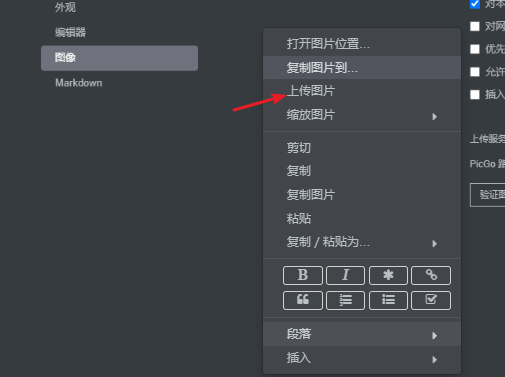 外观
编辑器
图像
Markdown
打开图片位置...
复制图片到...
上传图片
缩放图片
剪切
复制
复制图片
粘贴
复制 / 粘贴为...
B I
段落
插入
对本
对网
优先
允许
插入
上传服务
PicGo 路
验证图